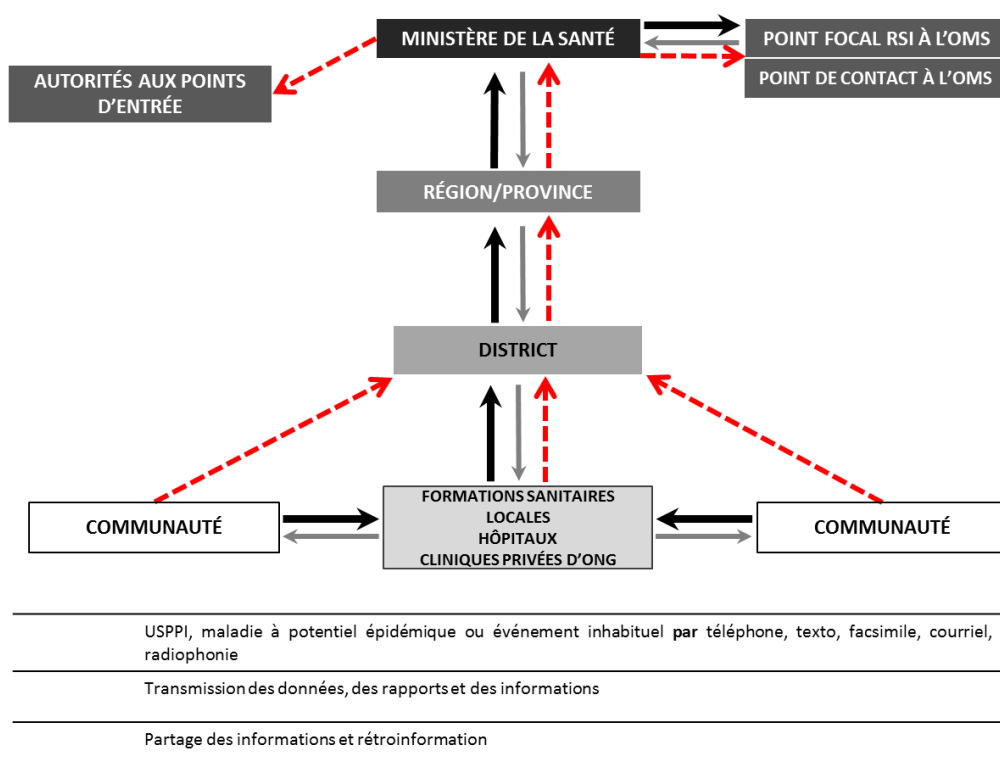 MINISTÈRE DE LA SANTÉ
POINT FOCAL RSI À L'OMS
POINT DE CONTACT À L'OMS
AUTORITÉS AUX POINTS
D'ENTRÉE
RÉGION/PROVINCE
DISTRICT
COMMUNAUTÉ
FORMATIONS SANITAIRES
LOCALES
HÔPITAUX
CLINIQUES PRIVÉES D'ONG
COMMUNAUTÉ
USPPI, maladie à potentiel épidémique ou événement inhabituel par téléphone, texto, facsimile, courriel,
radiophonie
Transmission des données, des rapports et des informations
Partage des informations et rétroinformation